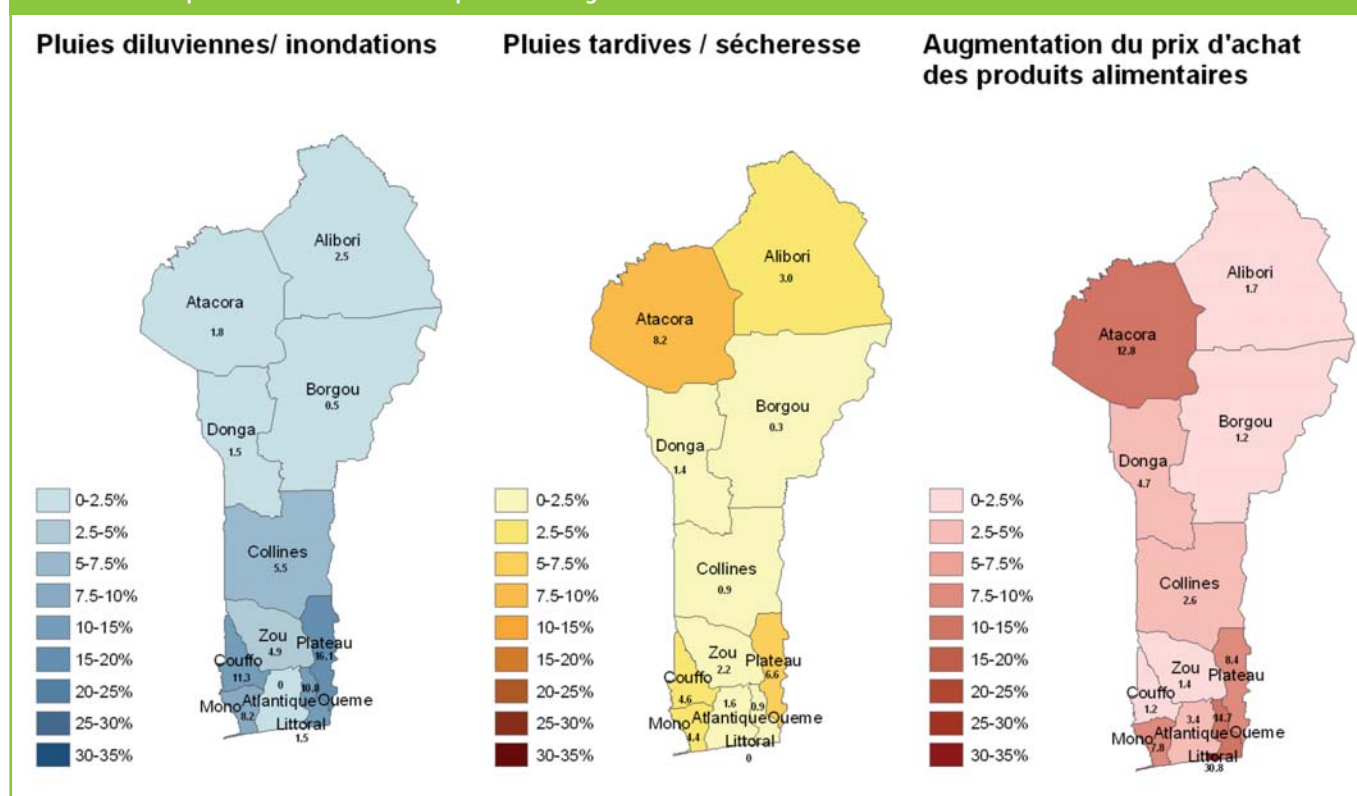 Pluies diluviennes/ inondations
Alibori
2.5
Atacora
1.8
Borgou
0.5
Donga
1.5
Collines
5.5
Zou
4.9
Plateau
16.1
Couffo
11.3
0
10.8
Mono
8.2
Atlantique
Oueme
Littoral
1.5
0-2.5%
2.5-5%
5-7.5%
7.5-10%
10-15%
15-20%
20-25%
25-30%
30-35%
Pluies tardives / sécheresse
Alibori
3.0
Atacora
8.2
Borgou
0.3
Donga
1.4
Collines
0.9
Zou
2.2
Plateau
6.6
Couffo
4.6
1.6
0.9
Mono
4.4
Atlantique
Oueme
Littoral
0
0-2.5%
2.5-5%
5-7.5%
7.5-10%
10-15%
15-20%
20-25%
25-30%
30-35%
Augmentation du prix d'achat
des produits alimentaires
Alibori
1.7
Atacora
12.8
Borgou
1.2
Donga
4.7
Collines
2.6
Zou
1.4
Plateau
8.4
Couffo
1.2
3.4
14.7
Mono
7.8
Atlantique
Oueme
Littoral
30.8
0-2.5%
2.5-5%
5-7.5%
7.5-10%
10-15%
15-20%
20-25%
25-30%
30-35%